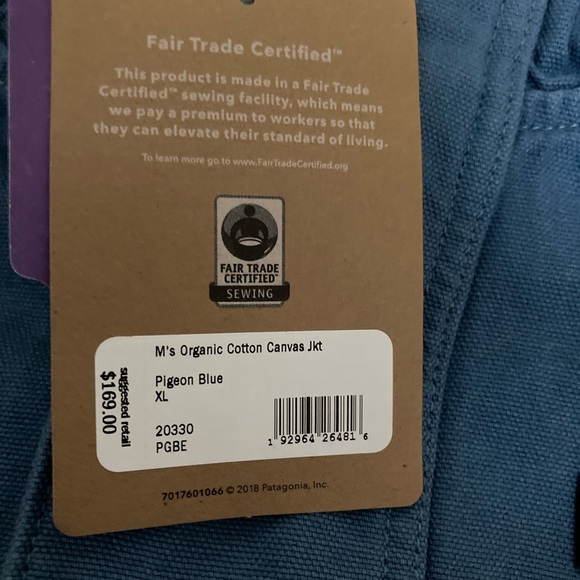 Fair Trade Certified™
This product is made in a Fair Trade
Certified™ sewing facility, which means
we pay a premium to workers so that
they can elevate their standard of living.
To learn more go to www.FairTradeCertified.org
FAIR TRADE
CERTIFIED™
SEWING
suggested retail
$169.00
M's Organic Cotton Canvas Jkt
Pigeon Blue
XL
20330
PGBE
1 92964 26481 6
7017601066 © 2018 Patagonia, Inc.